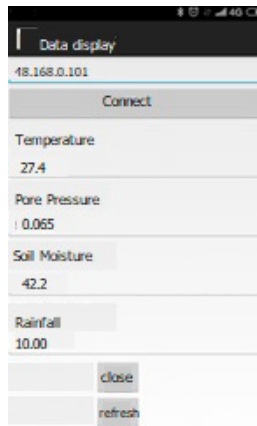 4G
Data display
48.168.0.101
Connect
Temperature
27.4
Pore Pressure
: 0.065
Soil Moisture
42.2
Rainfall
10.00
close
refresh